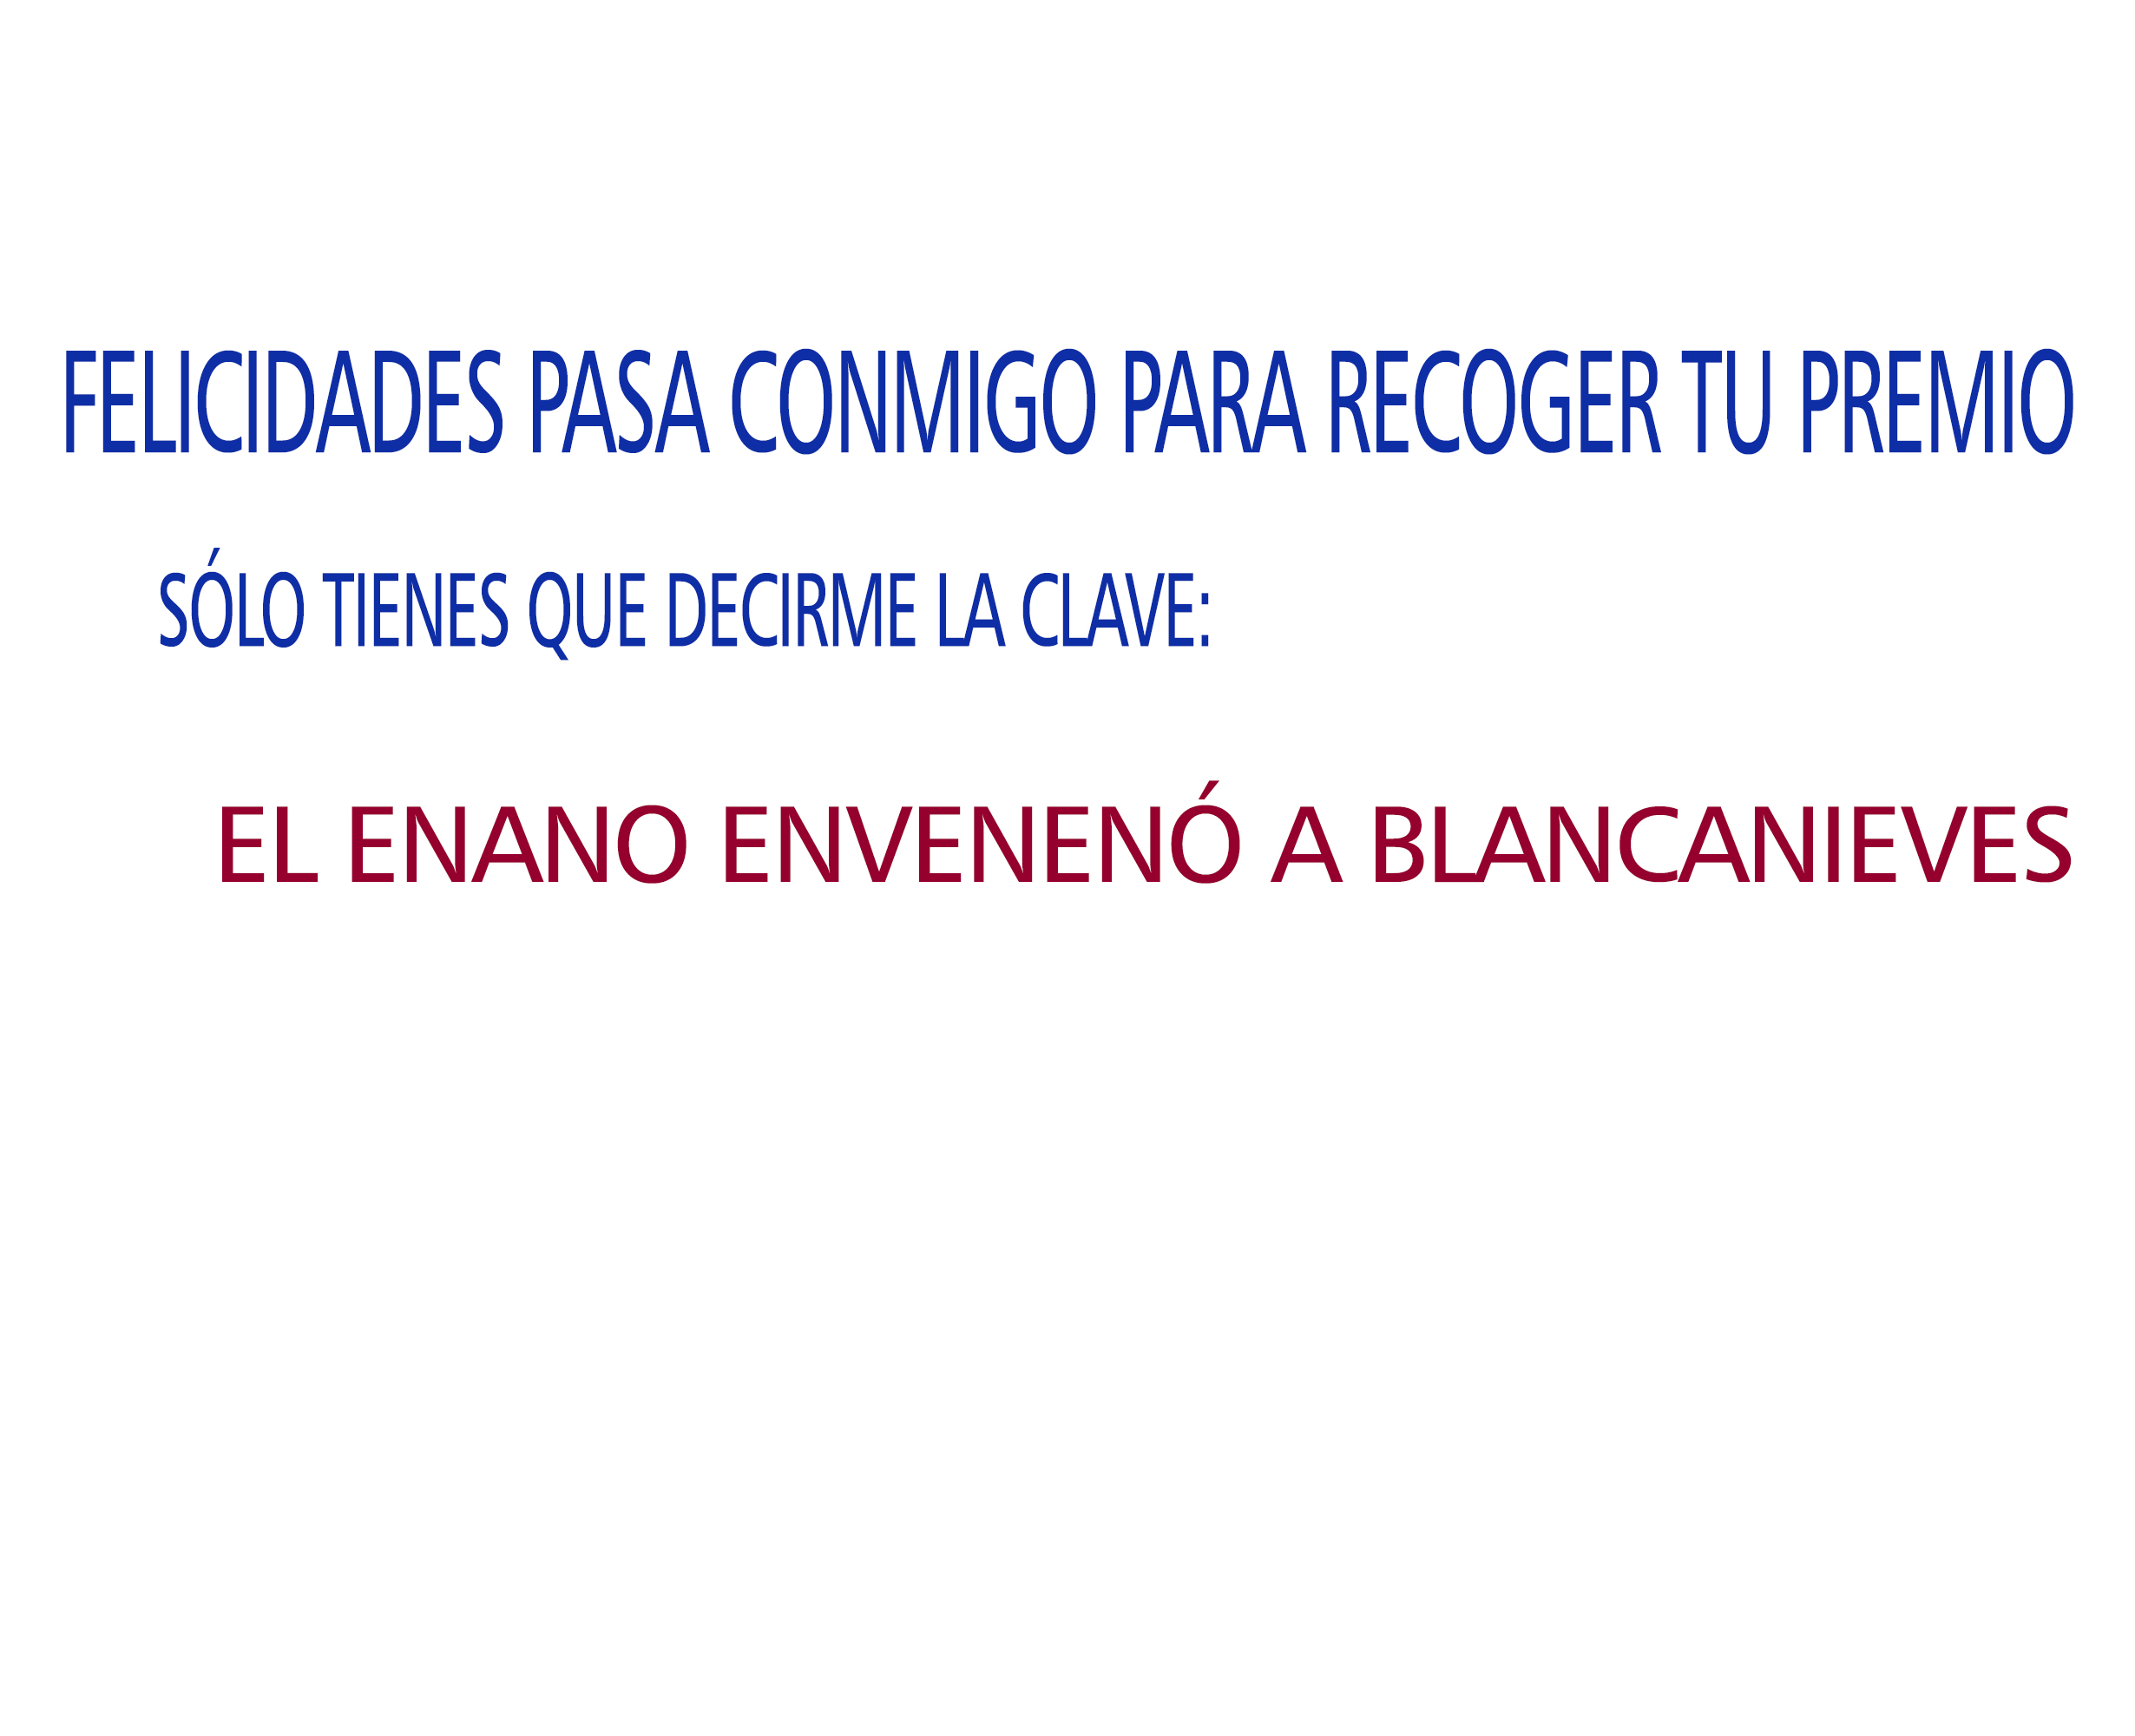 FELICIDADES PASA CONMIGO PARA RECOGER TU PREMIO
SÓLO TIENES QUE DECIRME LA CLAVE:
EL ENANO ENVENENÓ A BLANCANIEVES